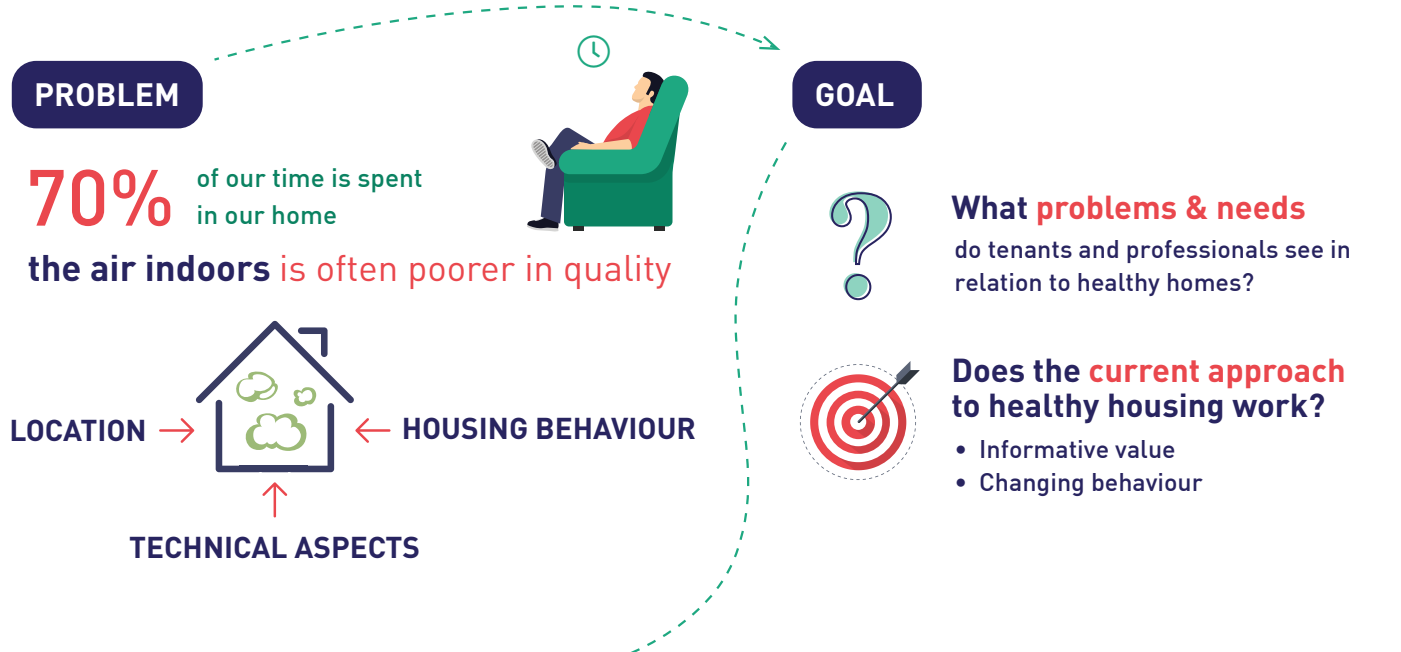 PROBLEM
70%
of our time is spent
in our home
the air indoors is often poorer in quality
LOCATION
HOUSING BEHAVIOUR
TECHNICAL ASPECTS
GOAL
What problems & needs
do tenants and professionals see in
relation to healthy homes?
Does the current approach
to healthy housing work?
• Informative value
• Changing behaviour